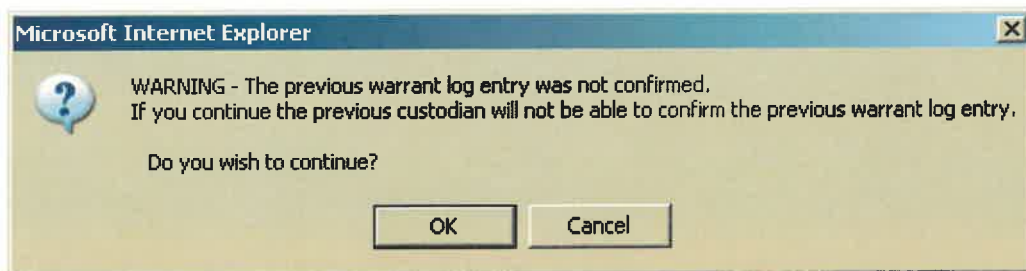 Microsoft Internet Explorer
WARNING - The previous warrant log entry was not confirmed.
If you continue the previous custodian will not be able to confirm the previous warrant log entry.
Do you wish to continue?
OK Cancel